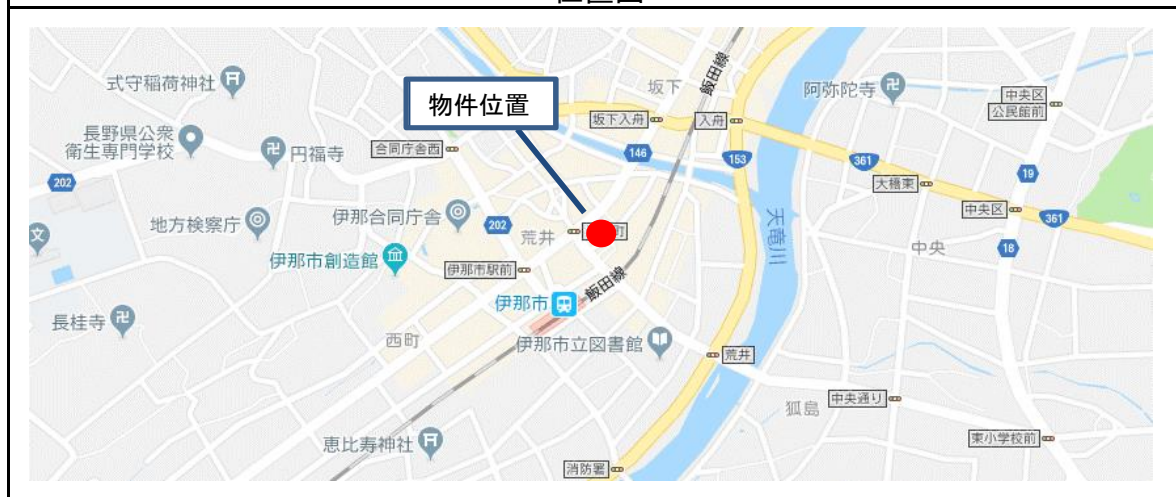 式守稲荷神社
坂下
飯田線
阿弥陀寺
中央区
公民館前
物件位置
坂下入舟
入舟
長野県公衆
衛生専門学校
円福寺
合同庁舎西
146
153
361
202
大橋東
19
地方検察庁
伊那合同庁舎
202
荒井
町
天竜川
中央区
361
文
伊那市創造館
伊那市駅前
飯田線
中央
18
伊那市
長桂寺
西町
伊那市立図書館
荒井
狐島
中央通り
恵比寿神社
東小学校前
消防署